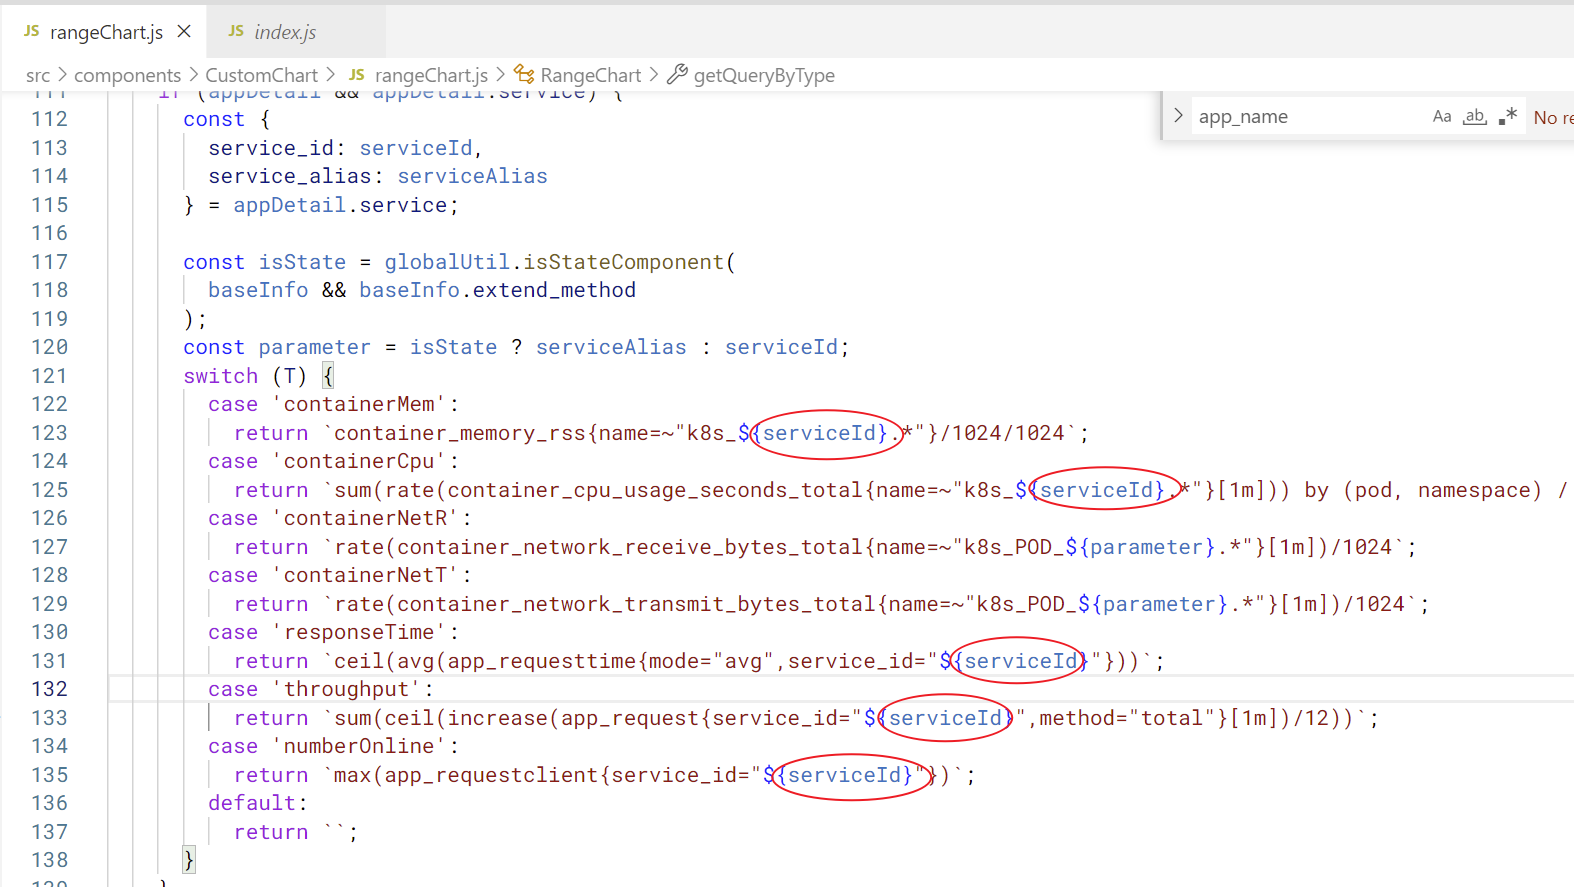 JS rangeChart.js ×
JS index.js
src > components > CustomChart > JS rangeChart.js > RangeChart > getQueryByType
app_name Aa ab .* No re
111 if (appDetail && appDetail.service) {
112 const {
113 service_id: serviceId,
114 service_alias: serviceAlias
115 } = appDetail.service;
116
117 const isState = globalUtil.isStateComponent(
118 baseInfo && baseInfo.extend_method
119 );
120 const parameter = isState ? serviceAlias : serviceId;
121 switch (T) {
122 case 'containerMem':
123 return `container_memory_rss{name=~"k8s_${serviceId}.*"}/1024/1024`;
124 case 'containerCpu':
125 return `sum(rate(container_cpu_usage_seconds_total{name=~"k8s_${serviceId}.*"}[1m])) by (pod, namespace) /
126 case 'containerNetR':
127 return `rate(container_network_receive_bytes_total{name=~"k8s_POD_${parameter}.*"}[1m])/1024`;
128 case 'containerNetT':
129 return `rate(container_network_transmit_bytes_total{name=~"k8s_POD_${parameter}.*"}[1m])/1024`;
130 case 'responseTime':
131 return `ceil(avg(app_requesttime{mode="avg",service_id="${serviceId}"}))`;
132 case 'throughput':
133 return `sum(ceil(increase(app_request{service_id="${serviceId}",method="total"}[1m])/12))`;
134 case 'numberOnline':
135 return `max(app_requestclient{service_id="${serviceId}"})`;
136 default:
137 return ``;
138 }
139 }